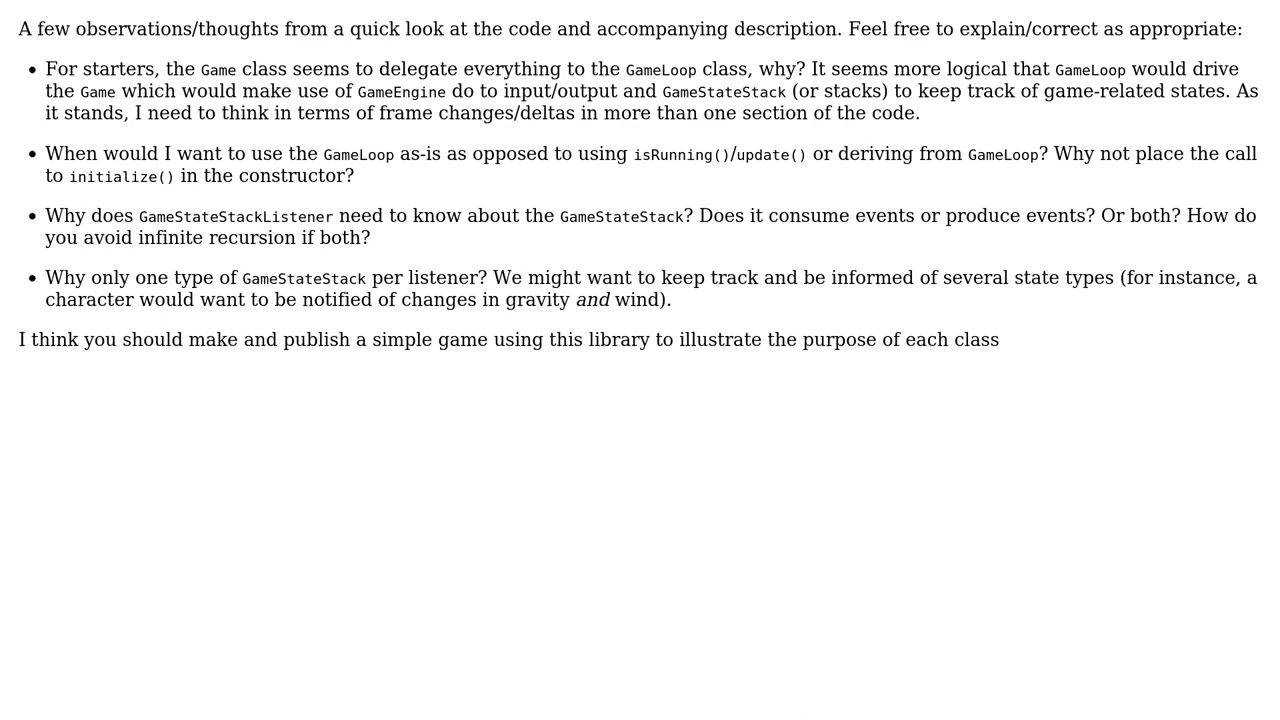 A few observations/thoughts from a quick look at the code and accompanying description. Feel free to explain/correct as appropriate:
• For starters, the Game class seems to delegate everything to the GameLoop class, why? It seems more logical that GameLoop would drive
the Game which would make use of GameEngine do to input/output and GameStateStack (or stacks) to keep track of game-related states. As
it stands, I need to think in terms of frame changes/deltas in more than one section of the code.
• When would I want to use the GameLoop as-is as opposed to using isRunning()/update() or deriving from GameLoop? Why not place the call
to initialize() in the constructor?
• Why does GameStateStackListener need to know about the GameStateStack? Does it consume events or produce events? Or both? How do
you avoid infinite recursion if both?
• Why only one type of GameStateStack per listener? We might want to keep track and be informed of several state types (for instance, a
character would want to be notified of changes in gravity and wind).
I think you should make and publish a simple game using this library to illustrate the purpose of each class